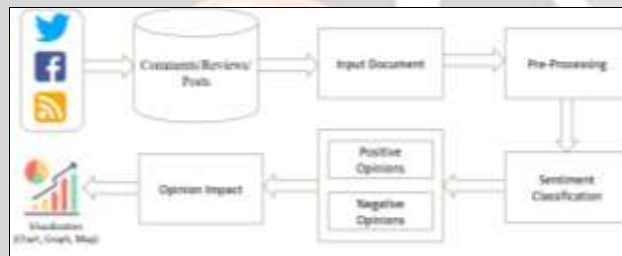 Comments/Reviews/
Posts
Input Document
Pre-Processing
Sentiment
Classification
Positive
Opinions
Negative
Opinions
Opinion Impact
Visualization
(Chart, Graph, Map)